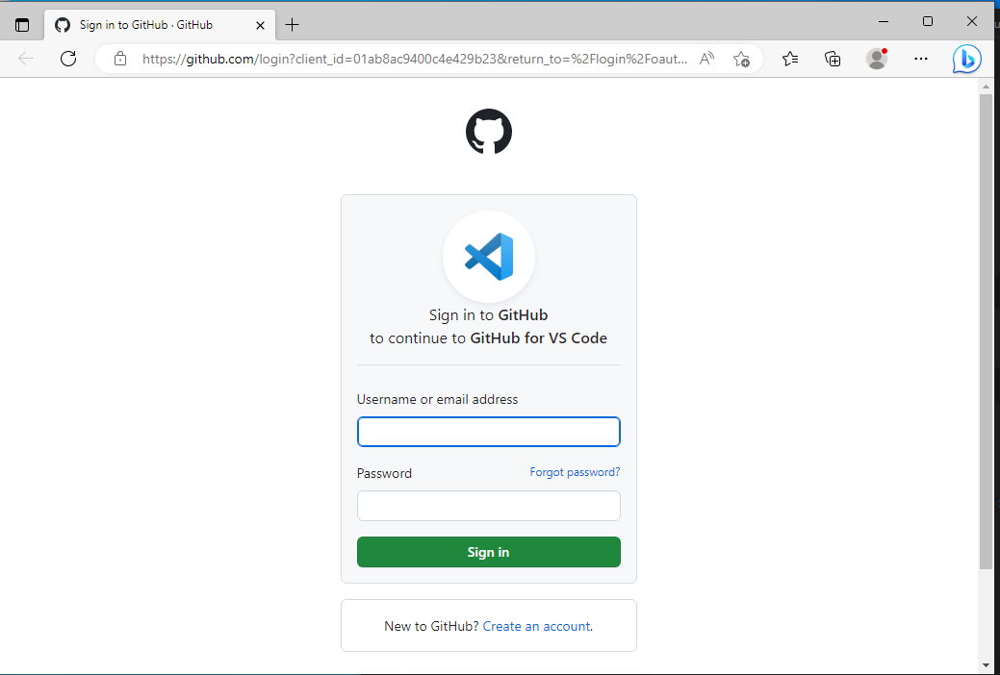 Sign in to GitHub · GitHub
https://github.com/login?client_id=01ab8ac9400c4e429b23&return_to=%2Flogin%2Foaut...
Sign in to GitHub
to continue to GitHub for VS Code
Username or email address
Password
Forgot password?
Sign in
New to GitHub? Create an account.